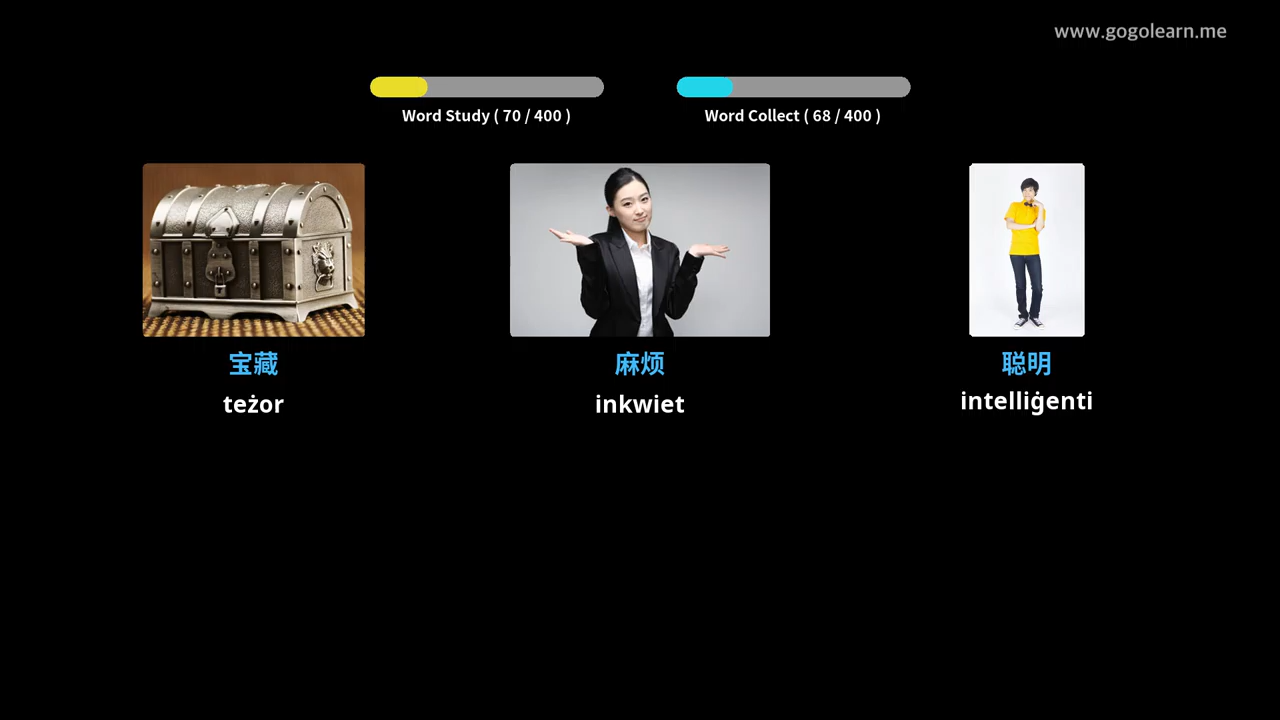 www.gogolearn.me
Word Study ( 70 / 400 )
Word Collect ( 68 / 400 )
宝藏
麻烦
聪明
teżor
inkwiet
intelliġenti